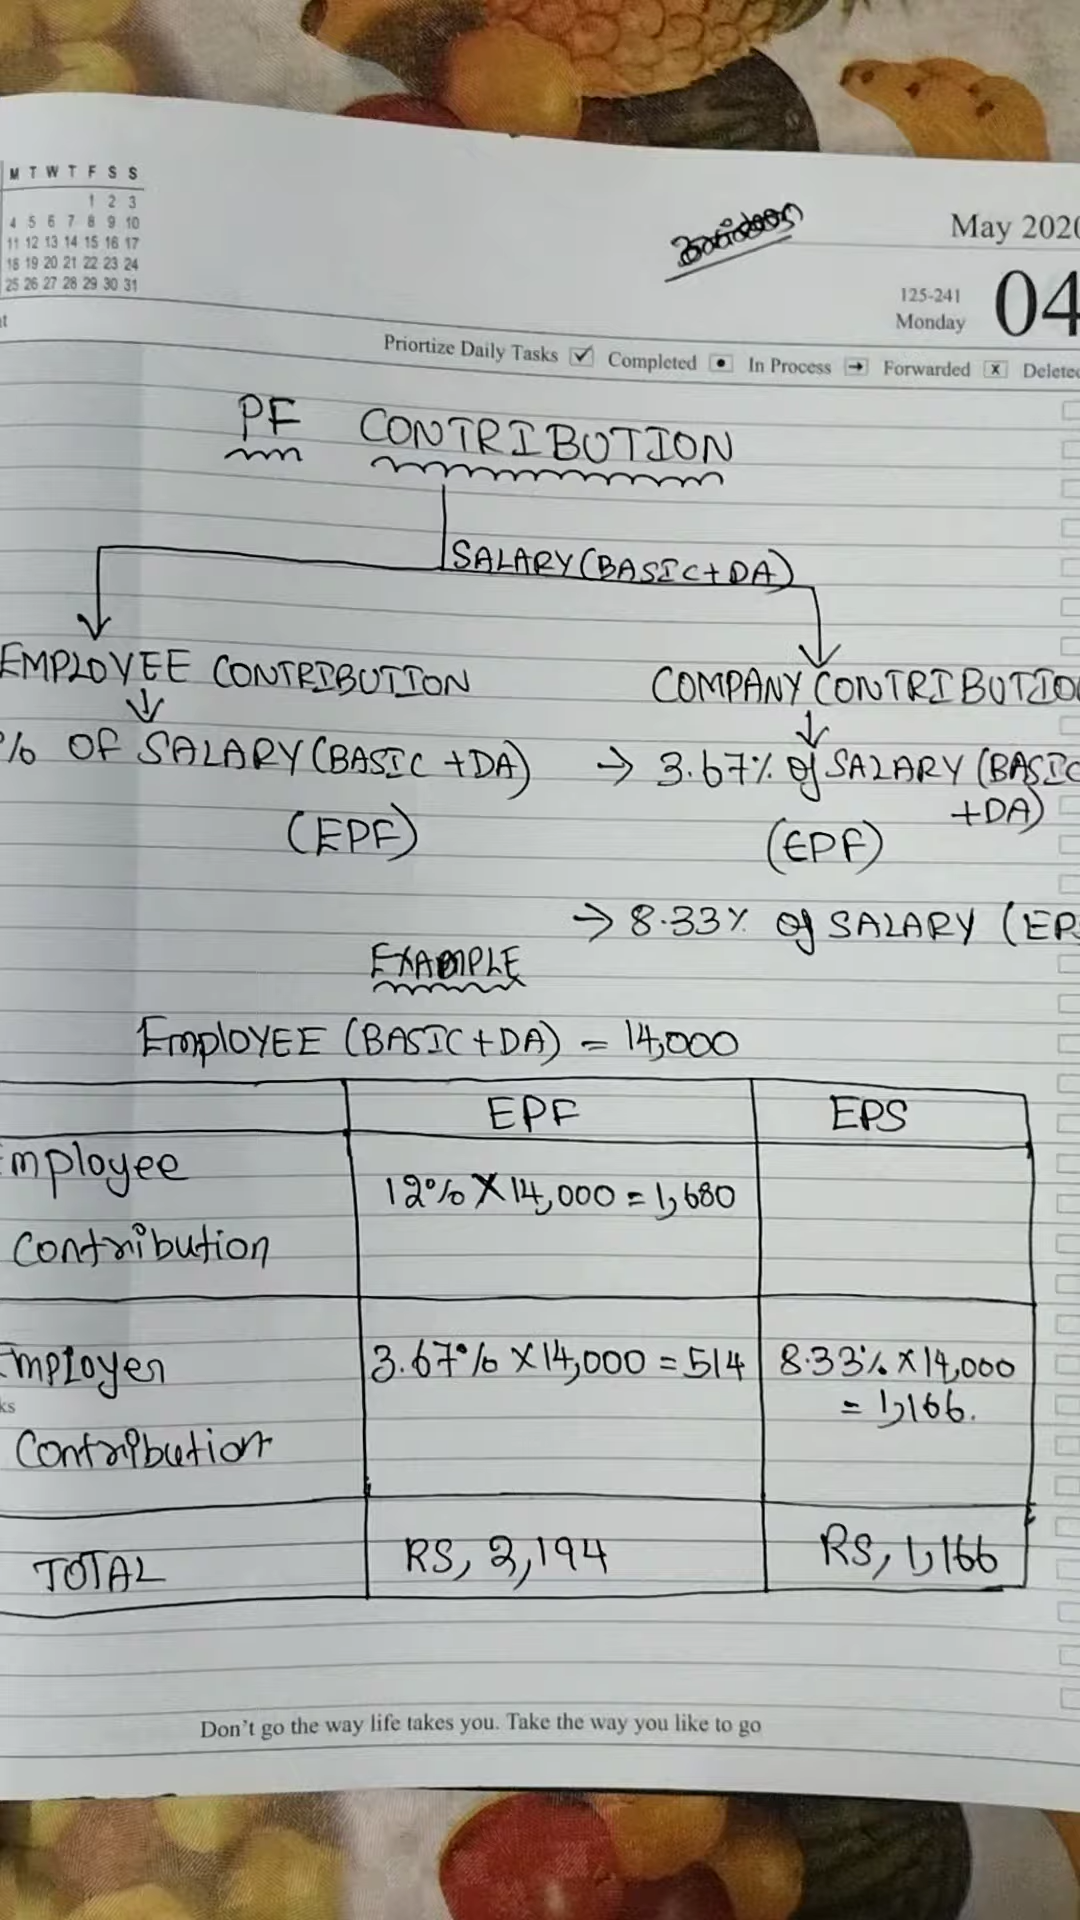 M T W T F S S
1 2 3
4 5 6 7 8 9 10
11 12 13 14 15 16 17
18 19 20 21 22 23 24
25 26 27 28 29 30 31
May 2020
125-241
Monday 04
Priortize Daily Tasks ✓ Completed • In Process → Forwarded x Deleted
PF CONTRIBUTION
SALARY(BASIC+DA)
EMPLOYEE CONTRIBUTION
COMPANY CONTRIBUTIO
% OF SALARY(BASIC +DA)
(EPF)
→ 3.67% of SALARY (BASIC
+DA)
(EPF)
→ 8.33% of SALARY (EPS
EXAMPLE
EmployEE (BASIC+DA) = 14,000
EPF EPS
Employee
Contribution
12% X 14,000 = 1,680
Employer
Contribution
3.67% X 14,000 = 514
8.33% X 14,000
= 1,166.
TOTAL RS, 2,194 RS, 1,166
Don't go the way life takes you. Take the way you like to go